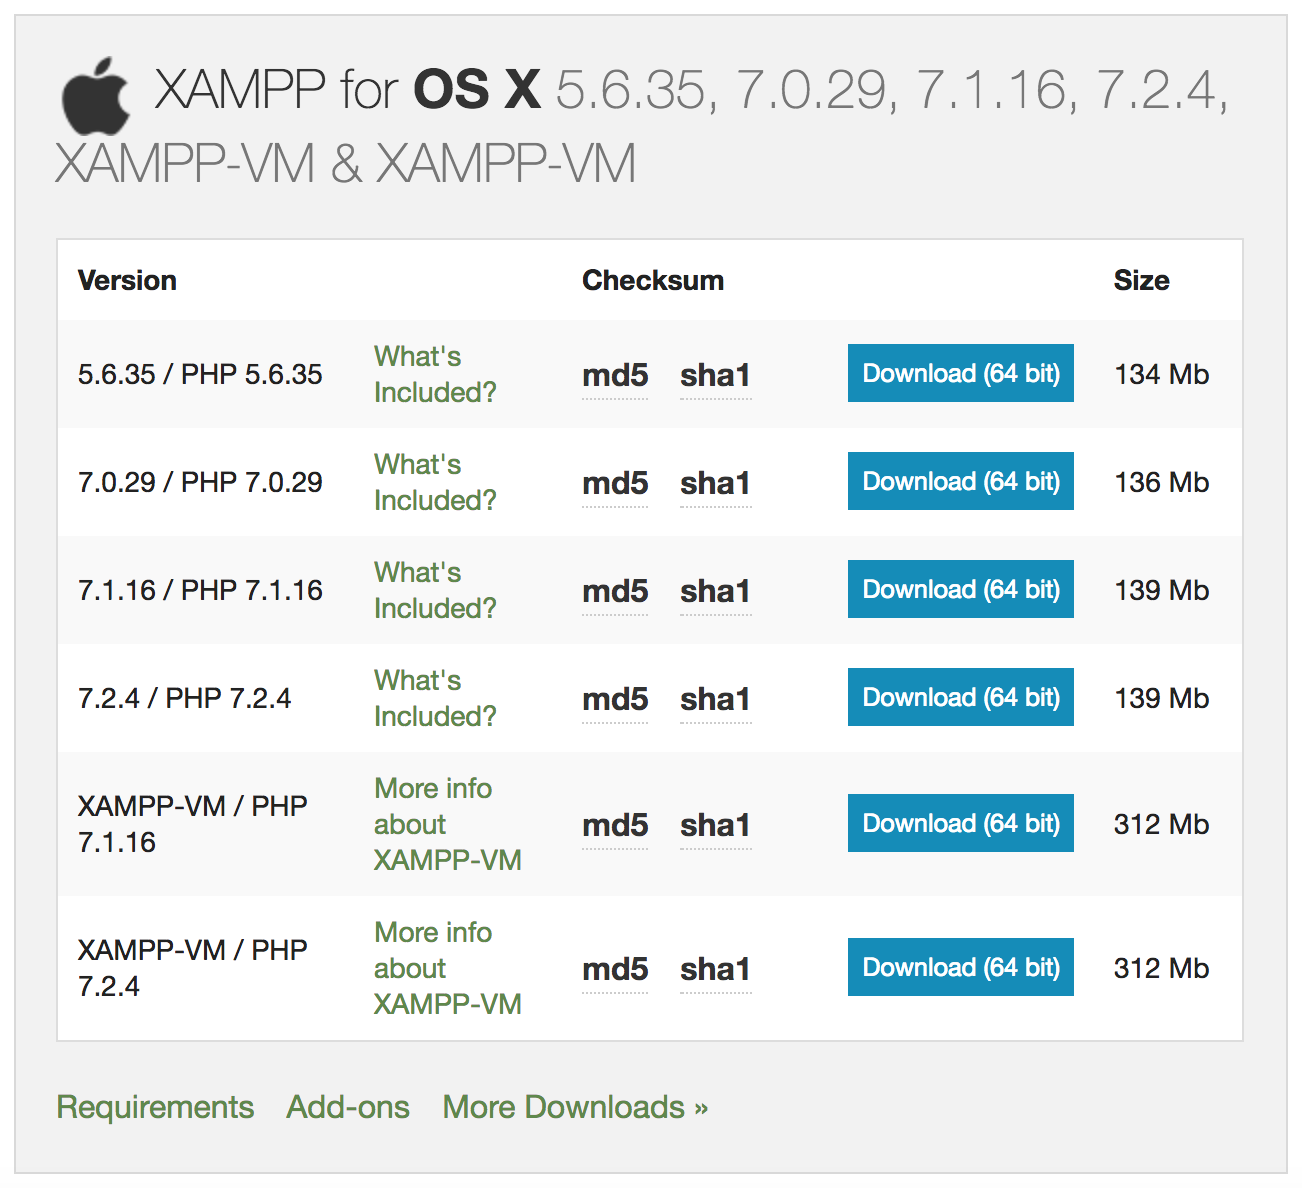 XAMPP for OS X 5.6.35, 7.0.29, 7.1.16, 7.2.4,
XAMPP-VM & XAMPP-VM
Version Checksum Size
5.6.35 / PHP 5.6.35 What's Included? md5 sha1 Download (64 bit) 134 Mb
7.0.29 / PHP 7.0.29 What's Included? md5 sha1 Download (64 bit) 136 Mb
7.1.16 / PHP 7.1.16 What's Included? md5 sha1 Download (64 bit) 139 Mb
7.2.4 / PHP 7.2.4 What's Included? md5 sha1 Download (64 bit) 139 Mb
XAMPP-VM / PHP 7.1.16 More info about XAMPP-VM md5 sha1 Download (64 bit) 312 Mb
XAMPP-VM / PHP 7.2.4 More info about XAMPP-VM md5 sha1 Download (64 bit) 312 Mb
Requirements Add-ons More Downloads »